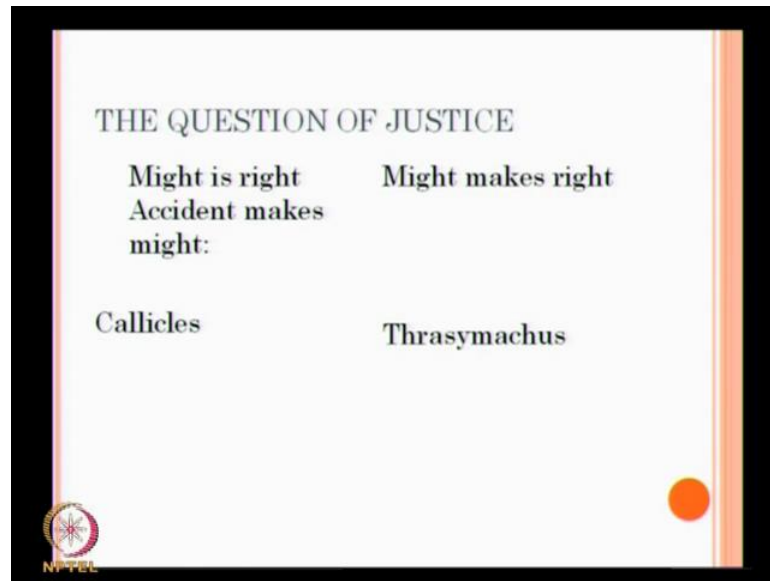 THE QUESTION OF JUSTICE
Might is right
Accident makes
might:
Might makes right
Callicles
Thrasymachus
NPTEL